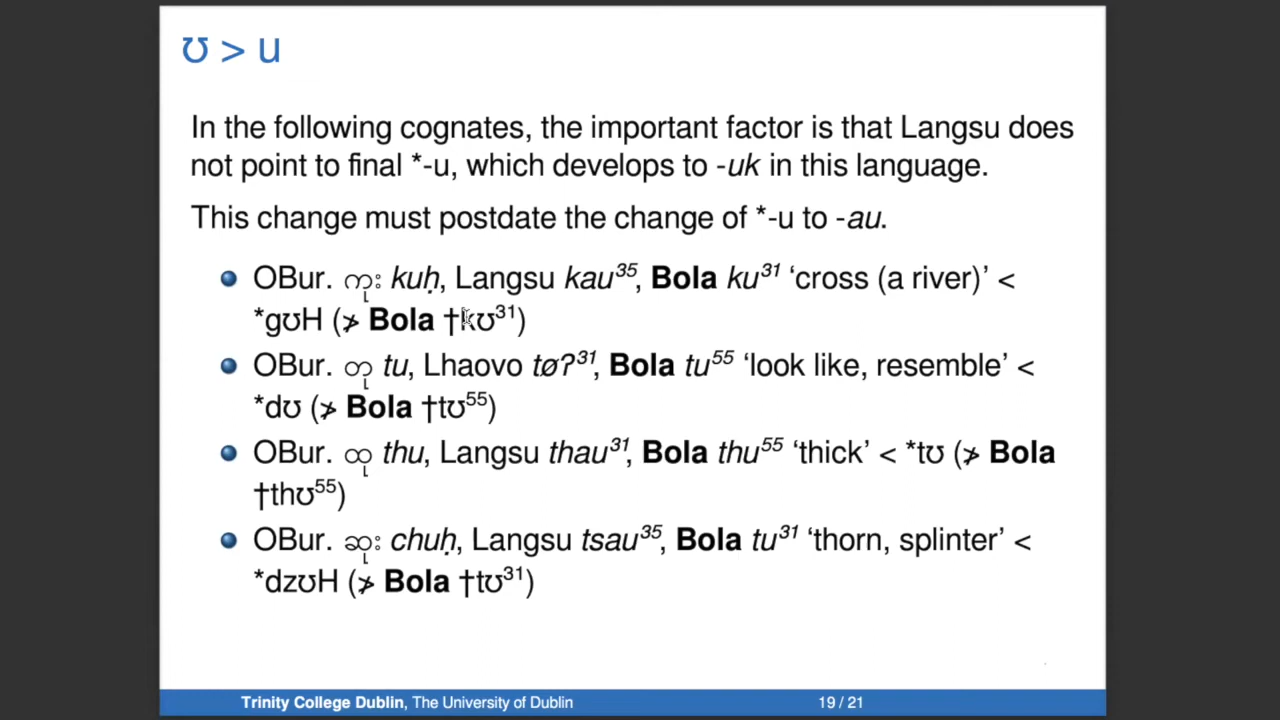 ʊ > u
In the following cognates, the important factor is that Langsu does
not point to final *-u, which develops to -uk in this language.
This change must postdate the change of *-u to -au.
OBur. ကူး kuḥ, Langsu kau³⁵, Bola ku³¹ ‘cross (a river)’ <
*gʊH (≯ Bola †kʊ³¹)
OBur. တူ tu, Lhaovo tøʔ³¹, Bola tu⁵⁵ ‘look like, resemble’ <
*dʊ (≯ Bola †tʊ⁵⁵)
OBur. ထူ thu, Langsu thau³¹, Bola thu⁵⁵ ‘thick’ < *tʊ (≯ Bola
†thʊ⁵⁵)
OBur. ဆူး chuḥ, Langsu tsau³⁵, Bola tu³¹ ‘thorn, splinter’ <
*dzʊH (≯ Bola †tʊ³¹)
Trinity College Dublin, The University of Dublin 19 / 21